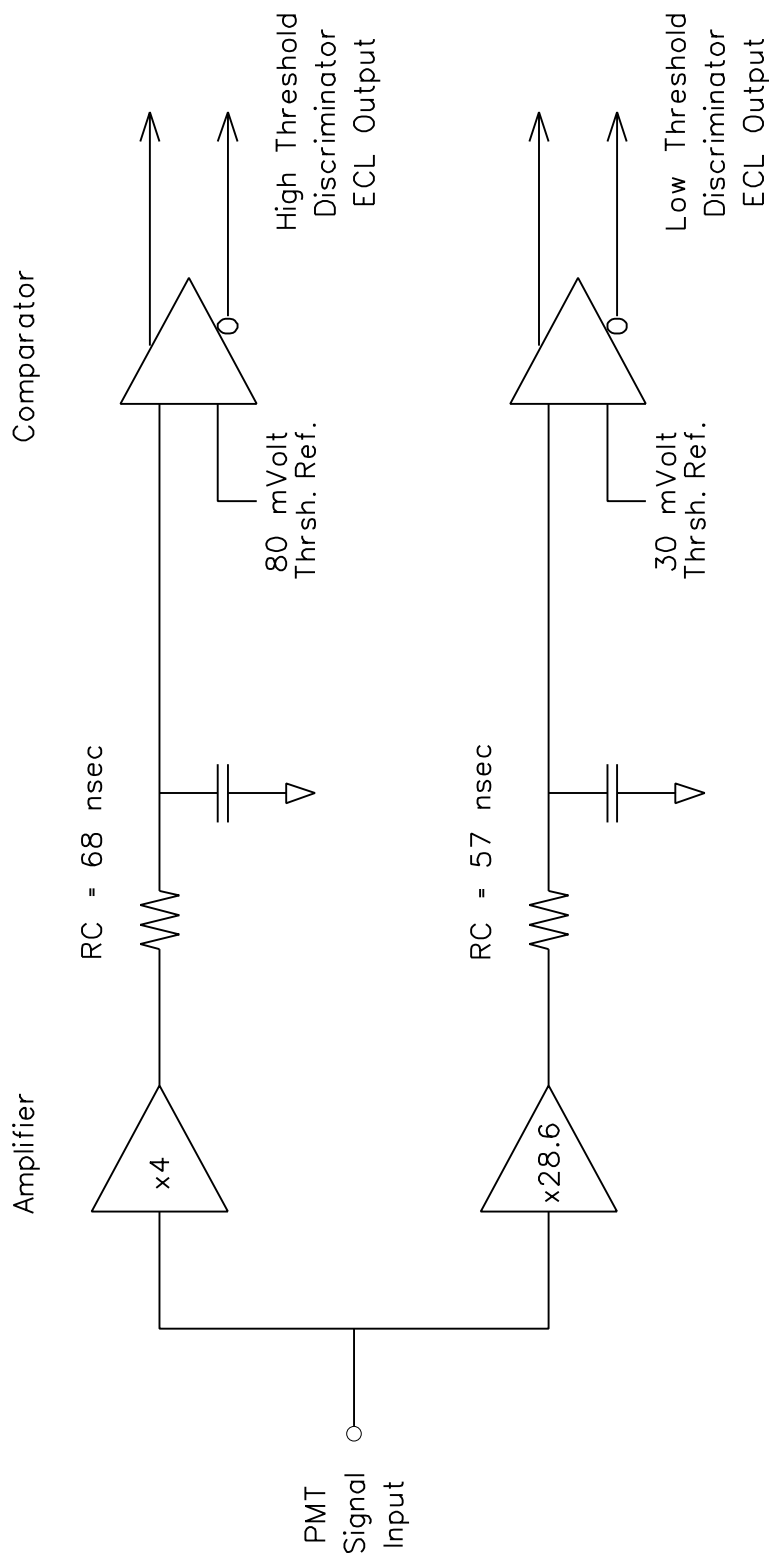 Amplifier
Comparator
PMT
Signal
Input
x4
RC = 68 nsec
80 mVolt
Thrsh. Ref.
High Threshold
Discriminator
ECL Output
x28.6
RC = 57 nsec
30 mVolt
Thrsh. Ref.
Low Threshold
Discriminator
ECL Output